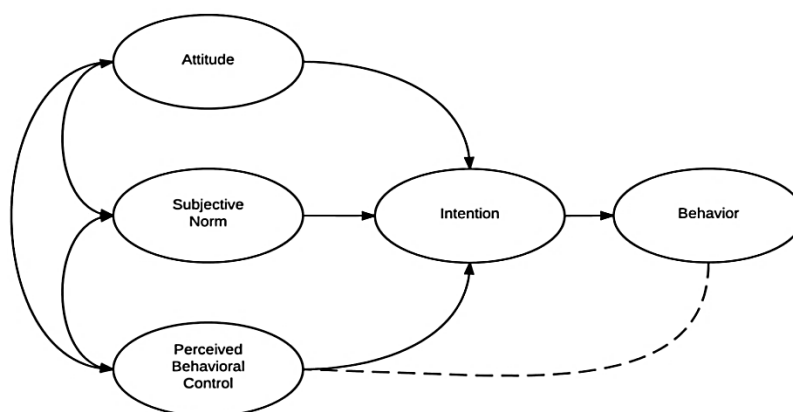 Attitude
Subjective
Norm
Intention
Behavior
Perceived
Behavioral
Control